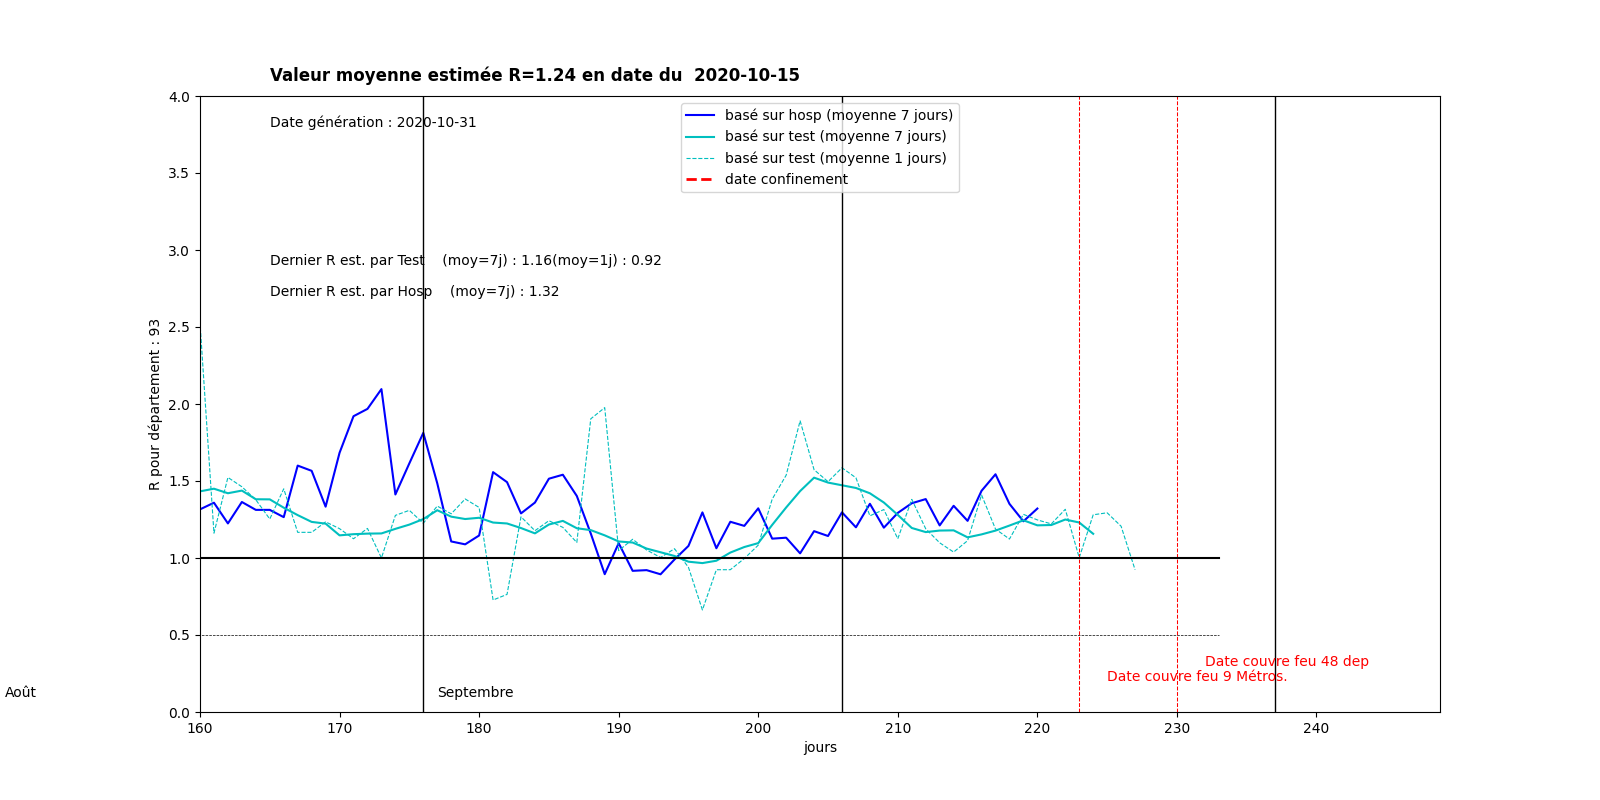 Valeur moyenne estimée R=1.24 en date du  2020-10-15
4.0
Date génération : 2020-10-31
basé sur hosp (moyenne 7 jours)
basé sur test (moyenne 7 jours)
basé sur test (moyenne 1 jours)
date confinement
3.5
3.0
Dernier R est. par Test    (moy=7j) : 1.16(moy=1j) : 0.92
Dernier R est. par Hosp    (moy=7j) : 1.32
2.5
R pour département : 93
2.0
1.5
1.0
0.5
Date couvre feu 48 dep
Date couvre feu 9 Métros.
Août
Septembre
0.0
160 170 180 190 200 210 220 230 240
jours